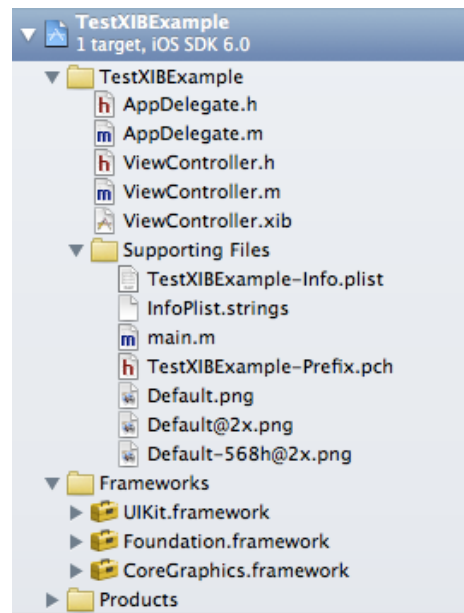 TestXIBExample
1 target, iOS SDK 6.0
TestXIBExample
h AppDelegate.h
m AppDelegate.m
h ViewController.h
m ViewController.m
ViewController.xib
Supporting Files
TestXIBExample-Info.plist
InfoPlist.strings
m main.m
h TestXIBExample-Prefix.pch
Default.png
Default@2x.png
Default-568h@2x.png
Frameworks
UIKit.framework
Foundation.framework
CoreGraphics.framework
Products